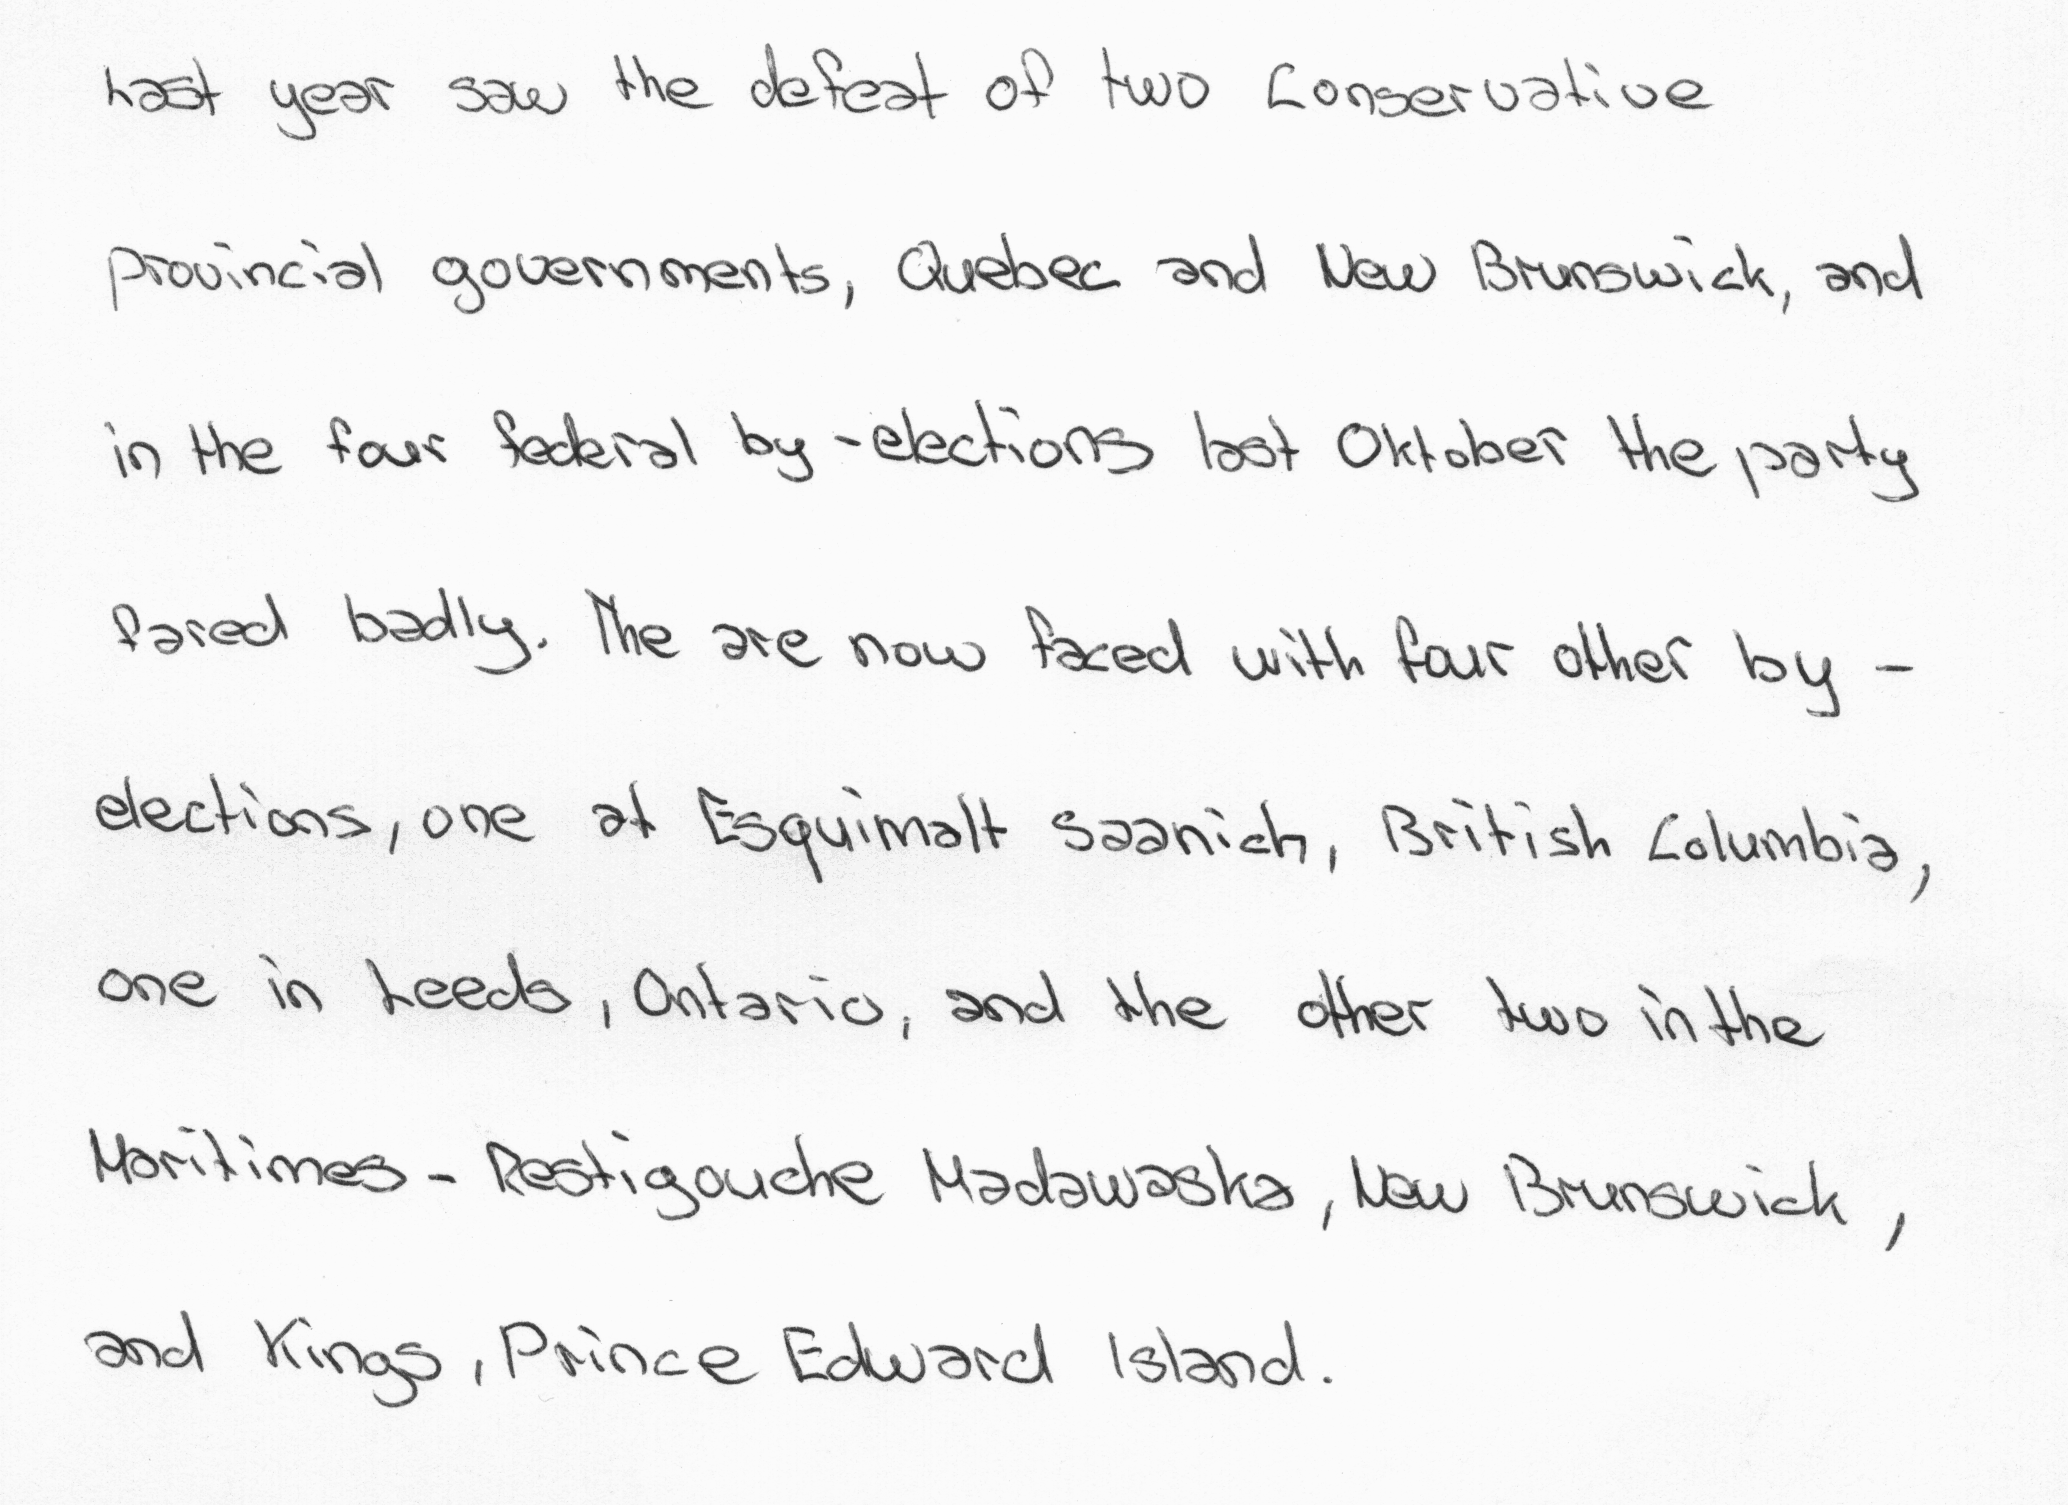 Last year saw the defeat of two Conservative
provincial governments, Quebec and New Brunswick, and
in the four federal by-elections last Oktober the party
fared badly. The are now faced with four other by-
elections, one at Esquimalt Saanich, British Columbia,
one in Leeds, Ontario, and the other two in the
Maritimes - Restigouche Madawaska, New Brunswick,
and Kings, Prince Edward Island.